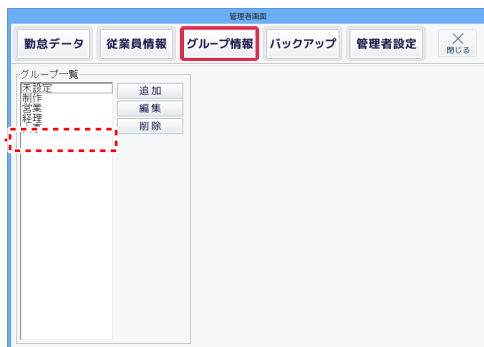 管理者画面
勤怠データ
従業員情報
グループ情報
バックアップ
管理者設定
閉じる
グループ一覧
未設定
制作
営業
経理
追加
編集
削除